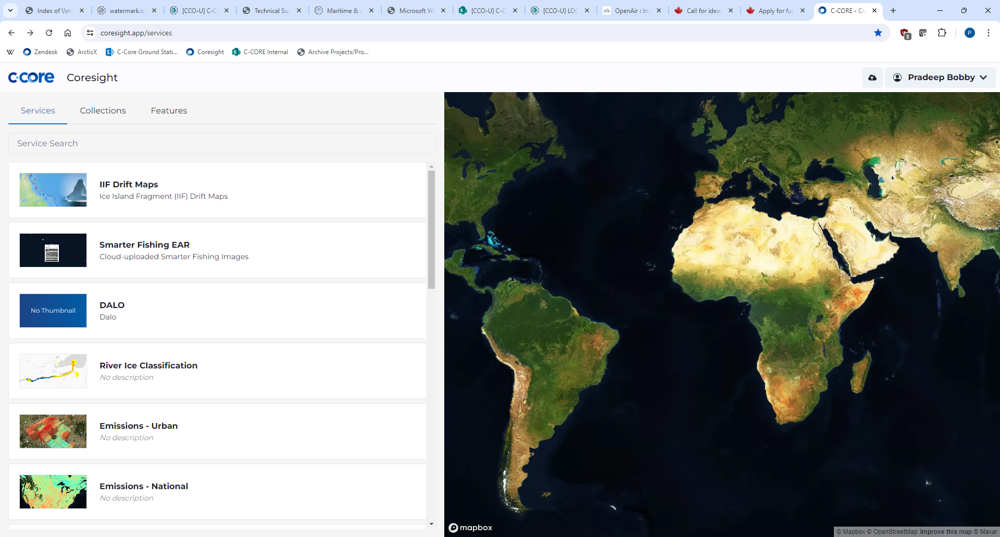 Index of \\m
watermark.si
[CCO-U] C-C
Technical Su
Maritime &
Microsoft W
[CCO-U] C-C
[CCO-U] LO
OpenAir : In
Call for ideas
Apply for fu
C-CORE - Co
coresight.app/services
3
P
W
Zendesk
ArcticX
C-Core Ground Stati...
Coresight
C-CORE Internal
Archive Projects/Pro...
c-core
Coresight
Pradeep Bobby
Services
Collections
Features
Service Search
IIF Drift Maps
Ice Island Fragment (IIF) Drift Maps
Smarter Fishing EAR
Cloud-uploaded Smarter Fishing Images
No Thumbnail
DALO
Dalo
River Ice Classification
No description
Emissions - Urban
No description
Emissions - National
No description
mapbox
© Mapbox © OpenStreetMap Improve this map © Maxar